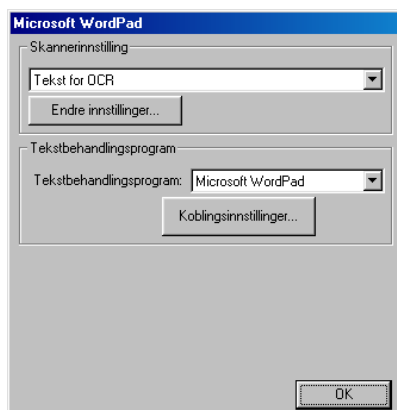 Microsoft WordPad
Skannerinnstilling
Tekst for OCR
Endre innstillinger...
Tekstbehandlingsprogram
Tekstbehandlingsprogram: Microsoft WordPad
Koblingsinnstillinger...
OK